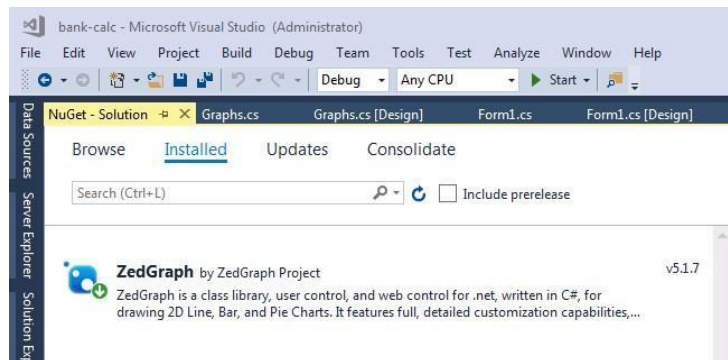 bank-calc - Microsoft Visual Studio (Administrator)
File Edit View Project Build Debug Team Tools Test Analyze Window Help
Debug Any CPU Start
NuGet - Solution Graphs.cs Graphs.cs [Design] Form1.cs Form1.cs [Design]
Data Sources
Server Explorer
Solution Ex
Browse Installed Updates Consolidate
Search (Ctrl+L) Include prerelease
ZedGraph by ZedGraph Project v5.1.7
ZedGraph is a class library, user control, and web control for .net, written in C#, for
drawing 2D Line, Bar, and Pie Charts. It features full, detailed customization capabilities,...